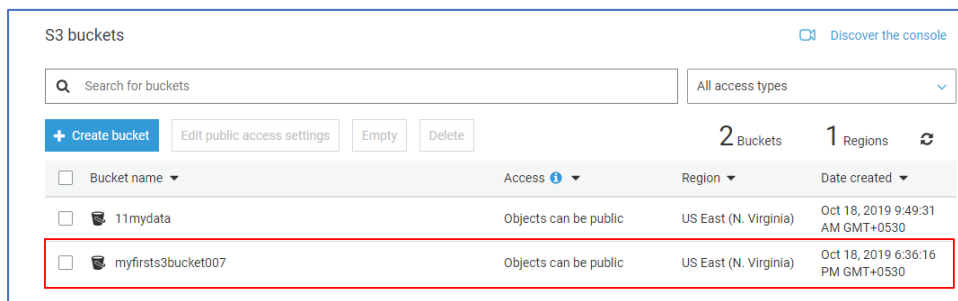 S3 buckets
Discover the console
Search for buckets
All access types
Create bucket
Edit public access settings
Empty
Delete
2 Buckets
1 Regions
Bucket name
Access
Region
Date created
11mydata
Objects can be public
US East (N. Virginia)
Oct 18, 2019 9:49:31
AM GMT+0530
myfirsts3bucket007
Objects can be public
US East (N. Virginia)
Oct 18, 2019 6:36:16
PM GMT+0530